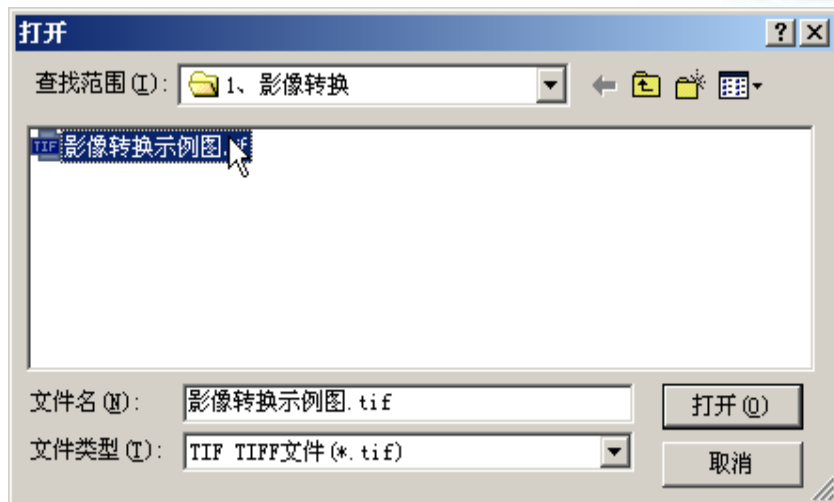 打开
查找范围(I): 1、影像转换
TIF 影像转换示例图.tif
文件名(N): 影像转换示例图.tif 打开(O)
文件类型(T): TIF TIFF文件(*.tif) 取消